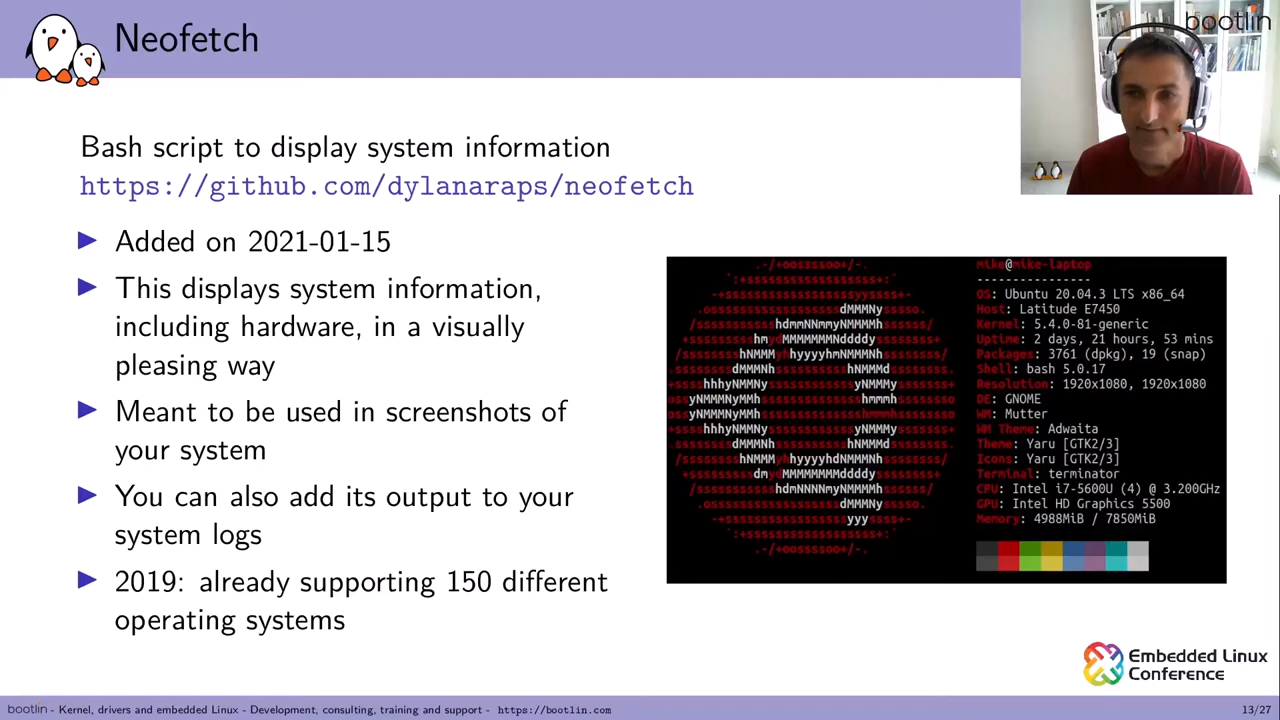 Neofetch
bootlin
Bash script to display system information
https://github.com/dylanaraps/neofetch
Added on 2021-01-15
This displays system information,
including hardware, in a visually
pleasing way
Meant to be used in screenshots of
your system
You can also add its output to your
system logs
2019: already supporting 150 different
operating systems
mike@mike-laptop
----------------
OS: Ubuntu 20.04.3 LTS x86_64
Host: Latitude E7450
Kernel: 5.4.0-81-generic
Uptime: 2 days, 21 hours, 53 mins
Packages: 3761 (dpkg), 19 (snap)
Shell: bash 5.0.17
Resolution: 1920x1080, 1920x1080
DE: GNOME
WM: Mutter
WM Theme: Adwaita
Theme: Yaru [GTK2/3]
Icons: Yaru [GTK2/3]
Terminal: terminator
CPU: Intel i7-5600U (4) @ 3.200GHz
GPU: Intel HD Graphics 5500
Memory: 4988MiB / 7850MiB
Embedded Linux
Conference
bootlin - Kernel, drivers and embedded Linux - Development, consulting, training and support - https://bootlin.com
13/27